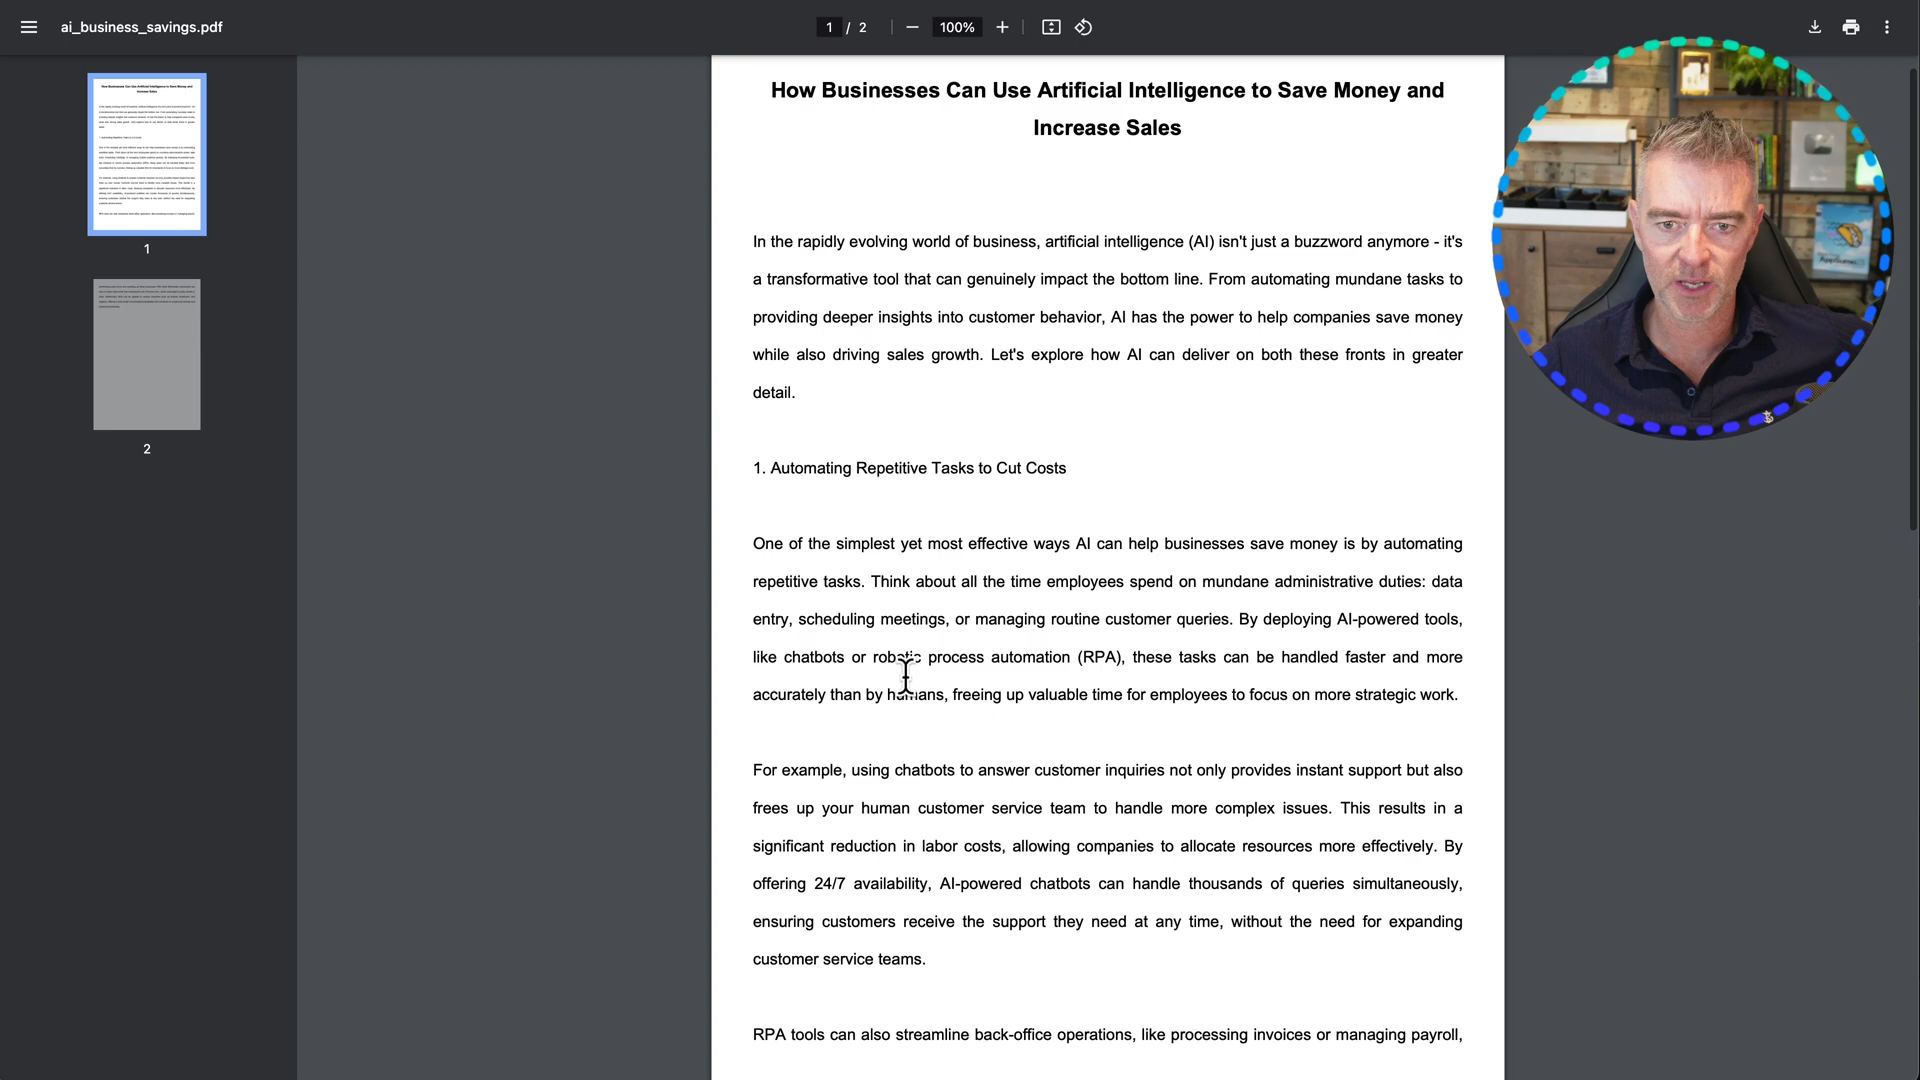 ai_business_savings.pdf
1 / 2
100%
How Businesses Can Use Artificial Intelligence to Save Money and
Increase Sales
In the rapidly evolving world of business, artificial intelligence (AI) isn't just a buzzword anymore - it's
a transformative tool that can genuinely impact the bottom line. From automating mundane tasks to
providing deeper insights into customer behavior, AI has the power to help companies save money
while also driving sales growth. Let's explore how AI can deliver on both these fronts in greater
detail.
1. Automating Repetitive Tasks to Cut Costs
One of the simplest yet most effective ways AI can help businesses save money is by automating
repetitive tasks. Think about all the time employees spend on mundane administrative duties: data
entry, scheduling meetings, or managing routine customer queries. By deploying AI-powered tools,
like chatbots or robotic process automation (RPA), these tasks can be handled faster and more
accurately than by humans, freeing up valuable time for employees to focus on more strategic work.
For example, using chatbots to answer customer inquiries not only provides instant support but also
frees up your human customer service team to handle more complex issues. This results in a
significant reduction in labor costs, allowing companies to allocate resources more effectively. By
offering 24/7 availability, AI-powered chatbots can handle thousands of queries simultaneously,
ensuring customers receive the support they need at any time, without the need for expanding
customer service teams.
RPA tools can also streamline back-office operations, like processing invoices or managing payroll,
1
2